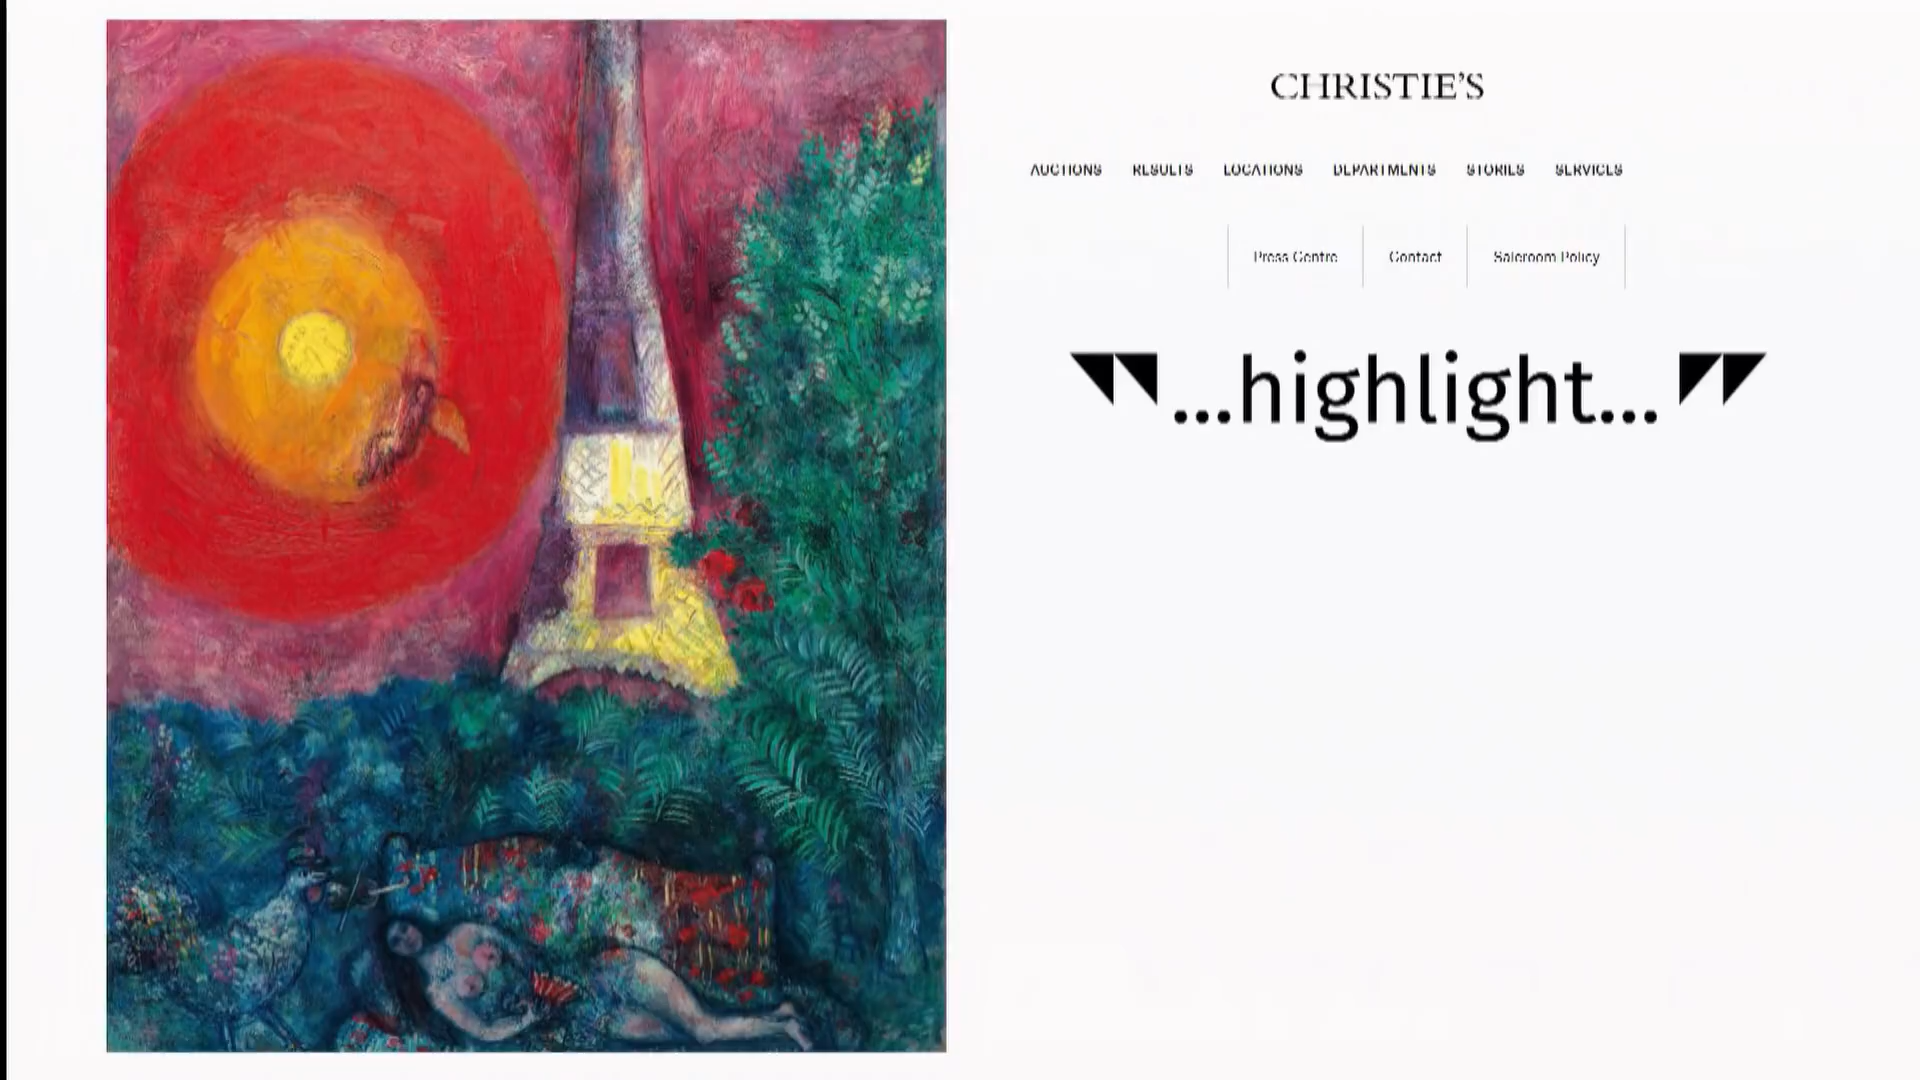 CHRISTIE'S
AUCTIONS RESULTS LOCATIONS DEPARTMENTS STORIES SERVICES
Press Centre Contact Saleroom Policy
"...highlight..."